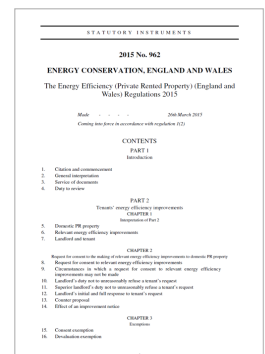 STATUTORY INSTRUMENTS
2015 No. 962
ENERGY CONSERVATION, ENGLAND AND WALES
The Energy Efficiency (Private Rented Property) (England and
Wales) Regulations 2015
Made - - - - 26th March 2015
Coming into force in accordance with regulation 1(2)
CONTENTS
PART 1
Introduction
1. Citation and commencement
2. General interpretation
3. Service of documents
4. Duty to review
PART 2
Tenants' energy efficiency improvements
CHAPTER 1
Interpretation of Part 2
5. Domestic PR property
6. Relevant energy efficiency improvements
7. Landlord and tenant
CHAPTER 2
Request for consent to the making of relevant energy efficiency improvements to domestic PR property
8. Request for consent to relevant energy efficiency improvements
9. Circumstances in which a request for consent to relevant energy efficiency
improvements may not be made
10. Landlord's duty not to unreasonably refuse a tenant's request
11. Superior landlord's duty not to unreasonably refuse a tenant's request
12. Landlord's initial and full response to tenant's request
13. Counter proposal
14. Effect of an improvement notice
CHAPTER 3
Exemptions
15. Consent exemption
16. Devaluation exemption